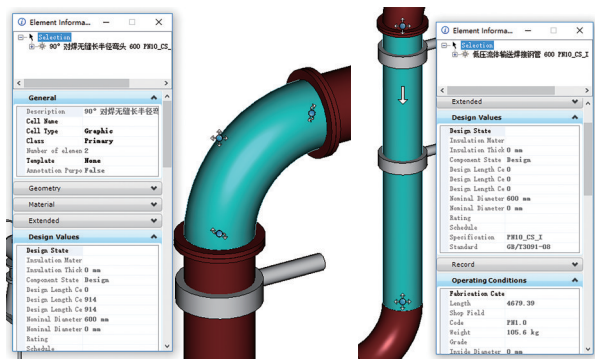 Element Informa...
Selection
90° 对焊无缝长半径弯头 600 PN10_CS_
General
Description 90° 对焊无缝长半径弯
Cell Name
Cell Type Graphic
Class Primary
Number of elemen 2
Template None
Annotation Purpo False
Geometry
Material
Extended
Design Values
Design State
Insulation Mater
Insulation Thick 0 mm
Component State Design
Design Length Ce 0
Design Length Ce 914
Design Length Ce 914
Nominal Diameter 600 mm
Nominal Diameter 0 mm
Rating
Schedule
Element Informa...
Selection
低压流体输送焊接钢管 600 PN10_CS_I
Extended
Design Values
Design State
Insulation Mater
Insulation Thick 0 mm
Component State Design
Design Length Ce 0
Design Length Ce 0
Design Length Ce 0
Nominal Diameter 600 mm
Nominal Diameter 0 mm
Rating
Schedule
Specification PN10_CS_I
Standard GB/T3091-08
Record
Operating Conditions
Fabrication Cate
Length 4679.39
Shop Field
Code PN1.0
Weight 105.6 kg
Grade
Inside Diameter 0 mm